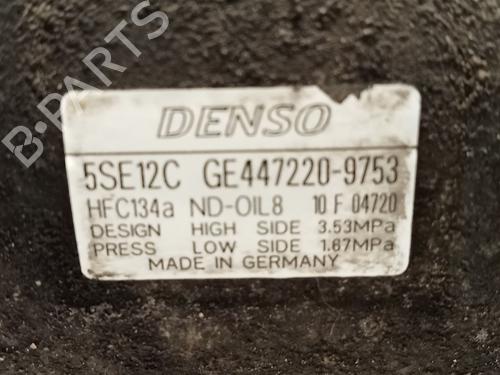 B-PARTS
DENSO
5SE12C GE447220-9753
HFC134a ND-OIL8 10 F 04720
DESIGN HIGH SIDE 3.53MPa
PRESS LOW SIDE 1.87MPa
MADE IN GERMANY